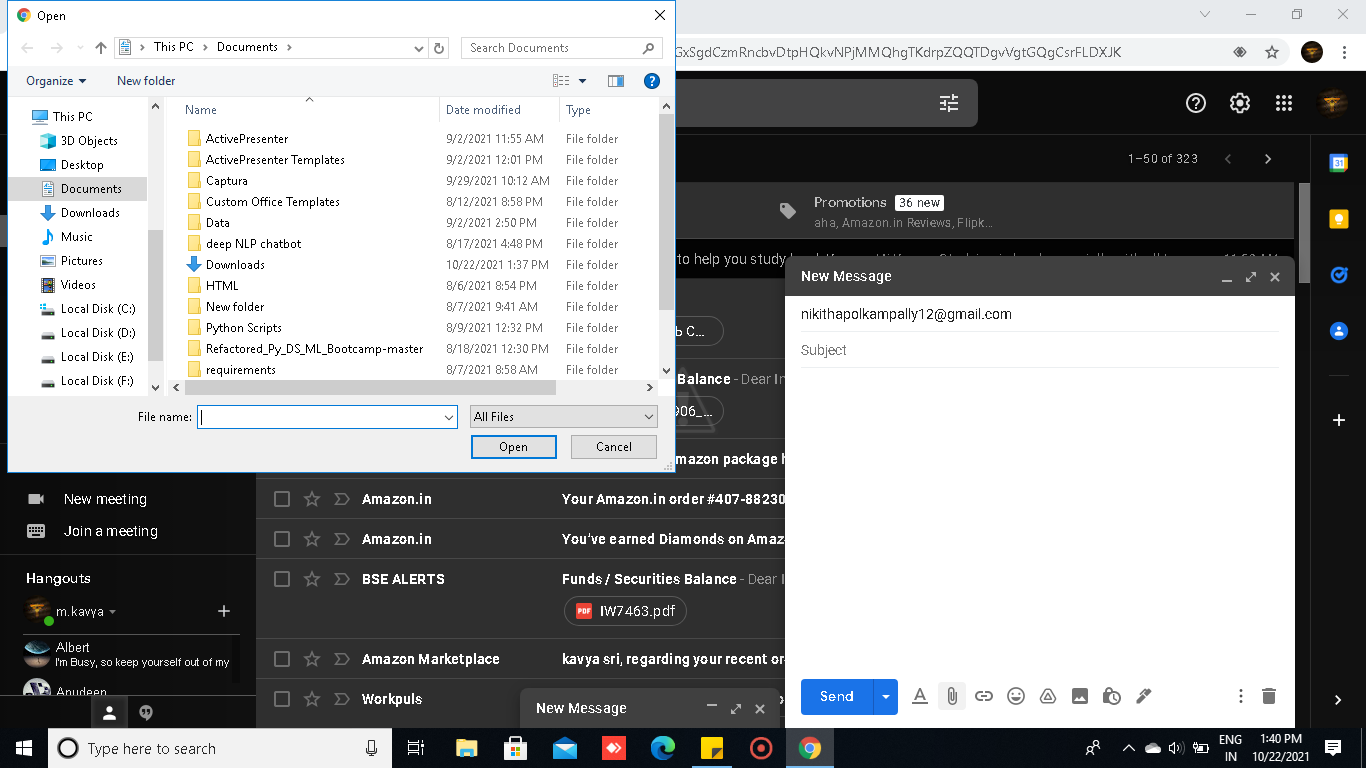 Open
This PC > Documents >
Search Documents
GxSgdCzmRncbvDtpHQkvNPjMMQhgTKdrpZQQTDgvVgtGQgCsrFLDXJK
Organize
New folder
Name
Date modified
Type
This PC
3D Objects
Desktop
Documents
Downloads
Music
Pictures
Videos
Local Disk (C:)
Local Disk (D:)
Local Disk (E:)
Local Disk (F:)
ActivePresenter 9/2/2021 11:55 AM File folder
ActivePresenter Templates 9/2/2021 12:01 PM File folder
Captura 9/29/2021 10:12 AM File folder
Custom Office Templates 8/12/2021 8:58 PM File folder
Data 9/2/2021 2:50 PM File folder
deep NLP chatbot 8/17/2021 4:48 PM File folder
Downloads 10/22/2021 1:37 PM File folder
HTML 8/6/2021 8:54 PM File folder
New folder 8/7/2021 9:41 AM File folder
Python Scripts 8/9/2021 12:32 PM File folder
Refactored_Py_DS_ML_Bootcamp-master 8/18/2021 12:30 PM File folder
requirements 8/7/2021 8:58 AM File folder
File name:
All Files
Open
Cancel
1–50 of 323
31
Promotions 36 new
aha, Amazon.in Reviews, Flipk...
to help you study
C...
Balance - Dear In
906_...
mazon package h
New Message
nikithapolkampally12@gmail.com
Subject
Send
New meeting
Join a meeting
Hangouts
m.kavya
Albert
I'm Busy, so keep yourself out of my
Anudeen
Amazon.in Your Amazon.in order #407-88230
Amazon.in You've earned Diamonds on Amaz
BSE ALERTS Funds / Securities Balance - Dear I
PDF IW7463.pdf
Amazon Marketplace kavya sri, regarding your recent or
Workpuls
New Message
Type here to search
ENG
IN
1:40 PM
10/22/2021